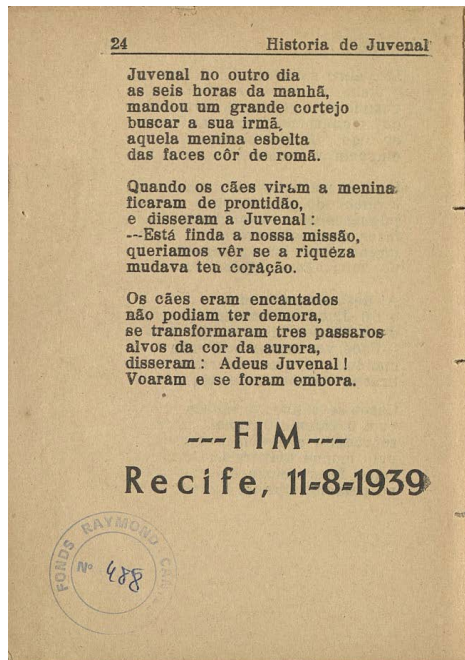 24 Historia de Juvenal
Juvenal no outro dia
as seis horas da manhã,
mandou um grande cortejo
buscar a sua irmã,
aquela menina esbelta
das faces côr de romã.
Quando os cães viram a menina
ficaram de prontidão,
e disseram a Juvenal :
---Está finda a nossa missão,
queriamos vêr se a riquéza
mudava teu coráção.
Os cães eram encántados
não podiam ter demora,
se transformaram tres passaros
alvos da cor da aurora,
disseram : Adeus Juvenal !
Voaram e se foram embora.
---FIM---
Recife, 11-8-1939
FONDS RAYMOND
Nº 488